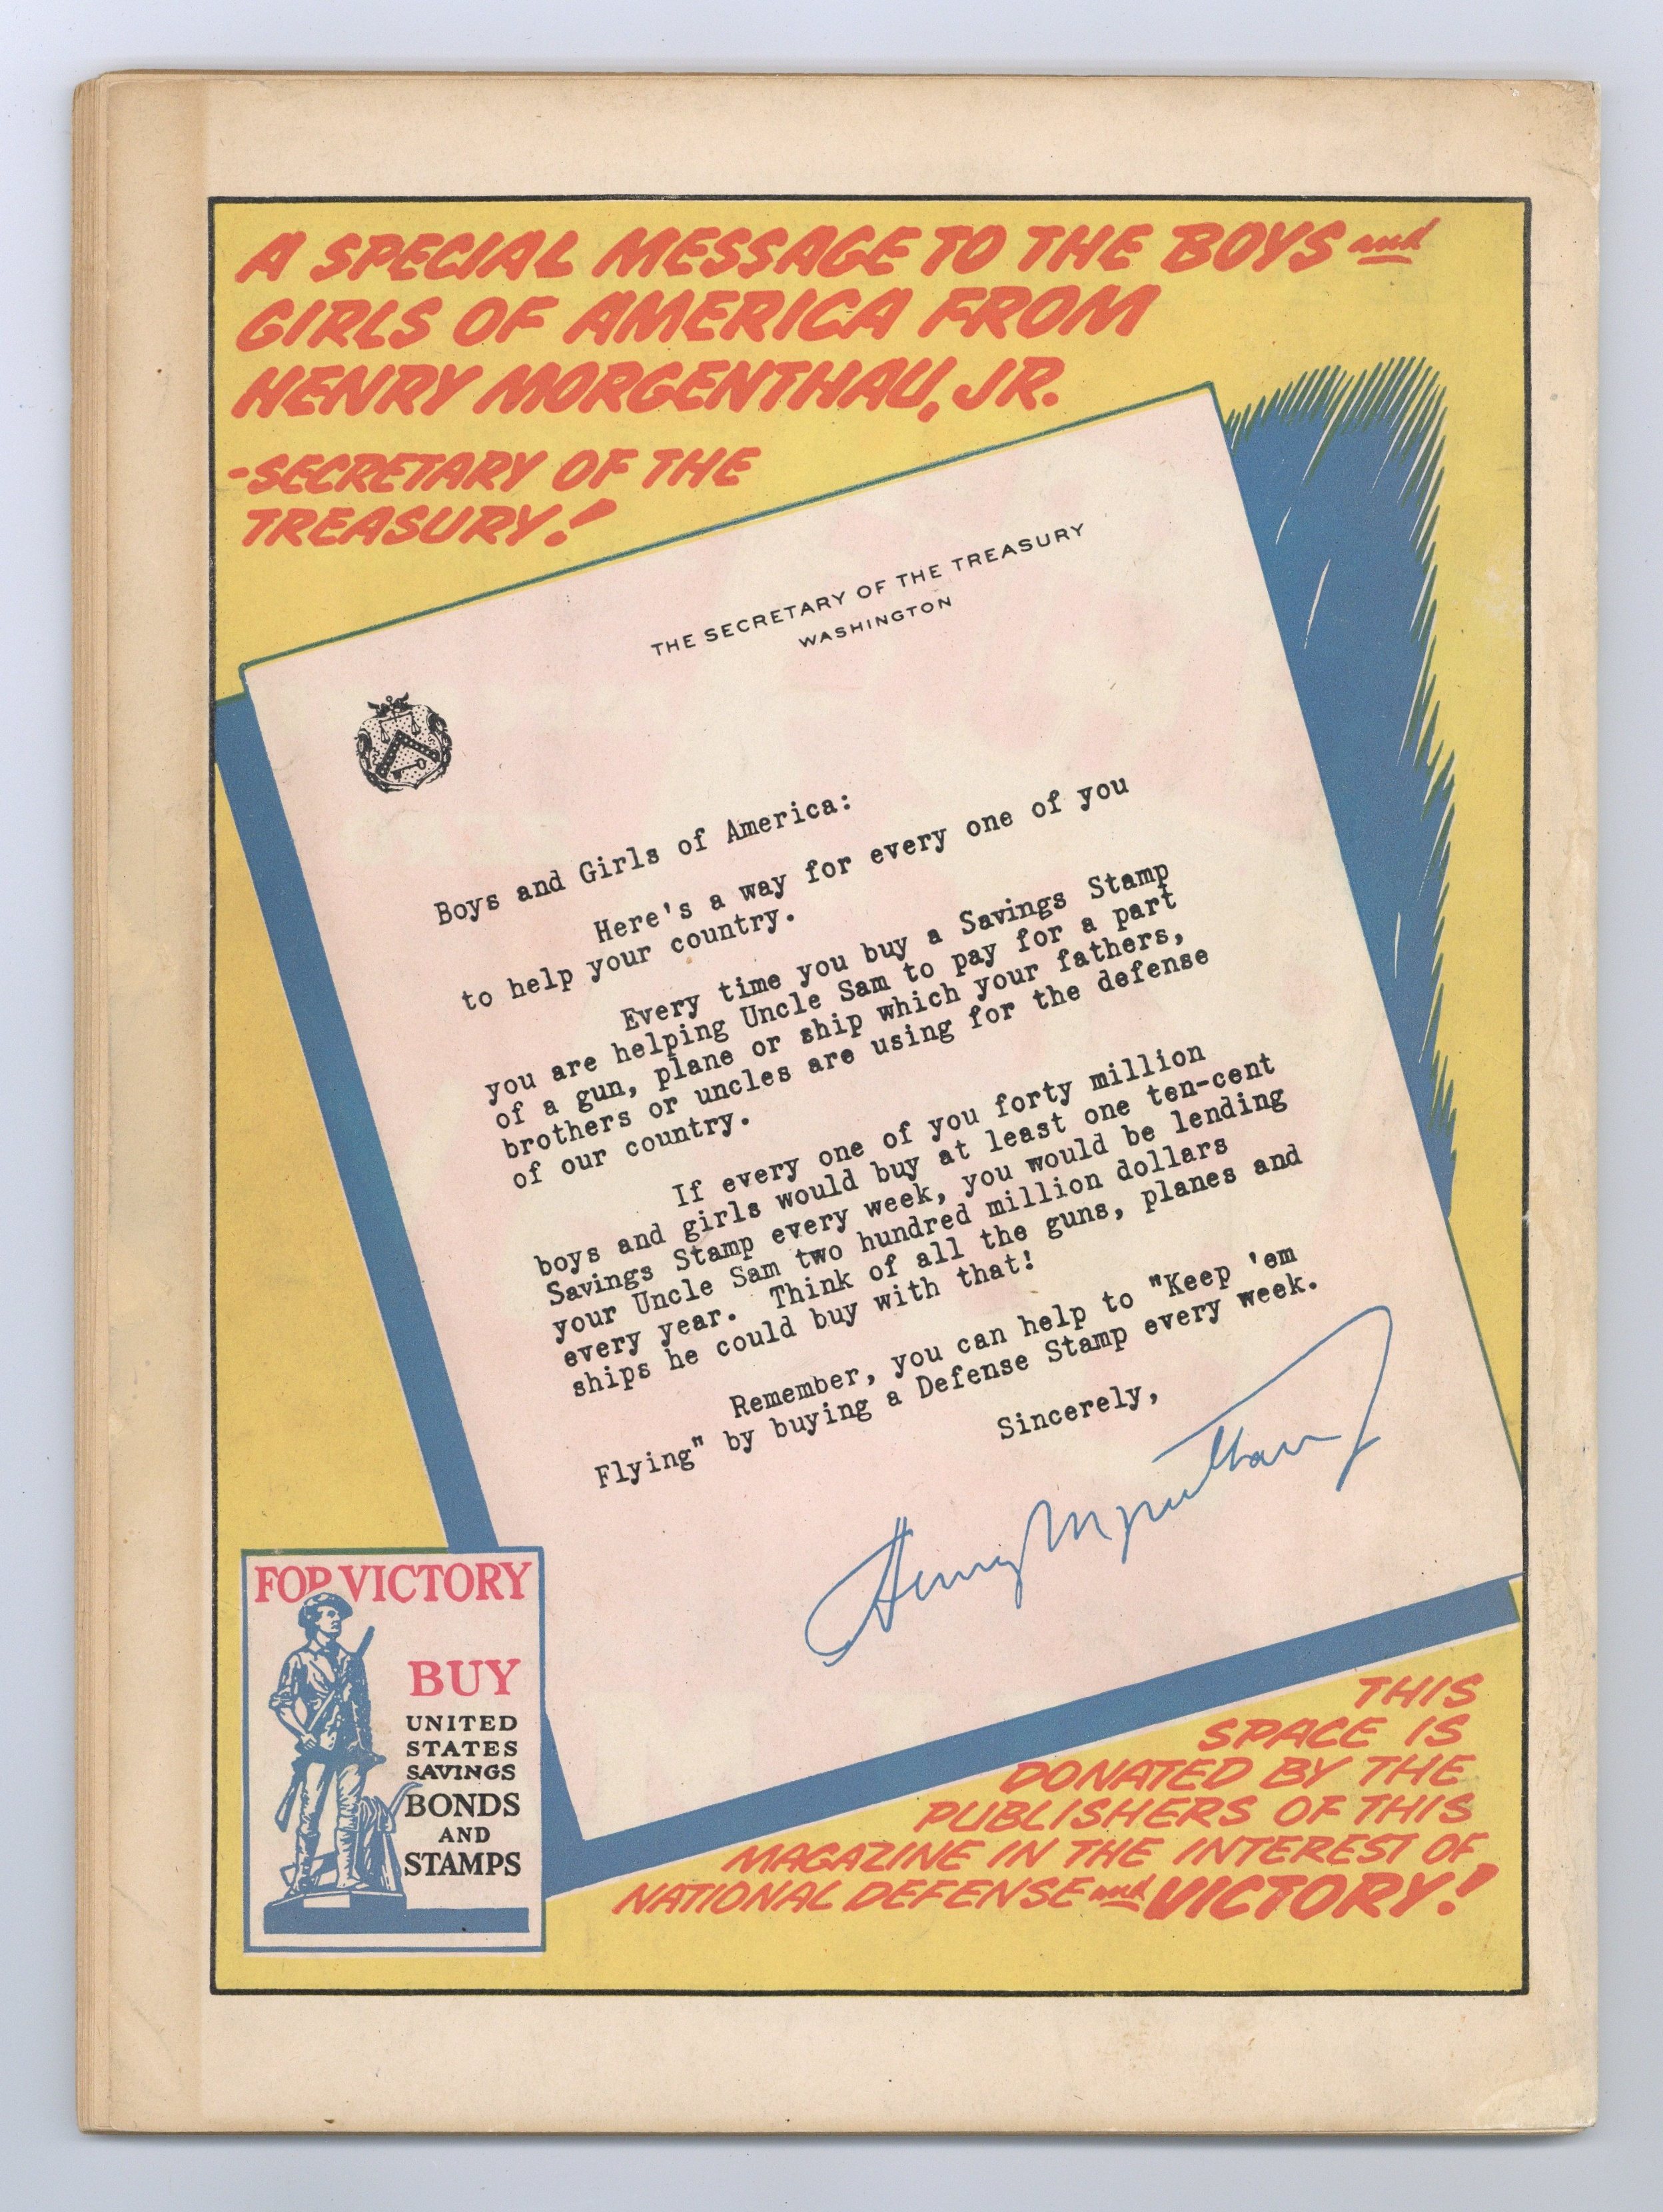 A SPECIAL MESSAGE TO THE BOYS and
GIRLS OF AMERICA FROM
HENRY MORGENTHAU, JR.
-SECRETARY OF THE
TREASURY!
THE SECRETARY OF THE TREASURY
WASHINGTON
Boys and Girls of America:
Here's a way for every one of you
to help your country.
Every time you buy a Savings Stamp
you are helping Uncle Sam to pay for a part
of a gun, plane or ship which your fathers,
brothers or uncles are using for the defense
of our country.
If every one of you forty million
boys and girls would buy at least one ten-cent
Savings Stamp every week, you would be lending
your Uncle Sam two hundred million dollars
every year. Think of all the guns, planes and
ships he could buy with that!
Remember, you can help to "Keep 'em
Flying" by buying a Defense Stamp every week.
Sincerely,
Henry Morgenthau Jr
FOR VICTORY
BUY
UNITED
STATES
SAVINGS
BONDS
AND
STAMPS
THIS
SPACE IS
DONATED BY THE
PUBLISHERS OF THIS
MAGAZINE IN THE INTEREST OF
NATIONAL DEFENSE and VICTORY!